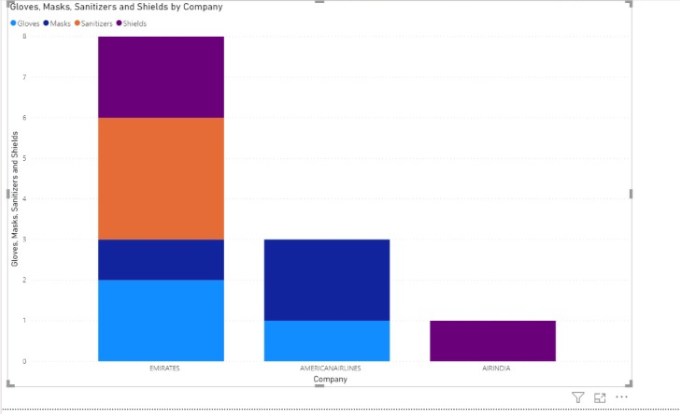 Gloves, Masks, Sanitizers and Shields by Company
Gloves Masks Sanitizers Shields
8
7
6
5
4
3
2
1
0
Gloves, Masks, Sanitizers and Shields
EMIRATES AMERICANAIRLINES AIRINDIA
Company